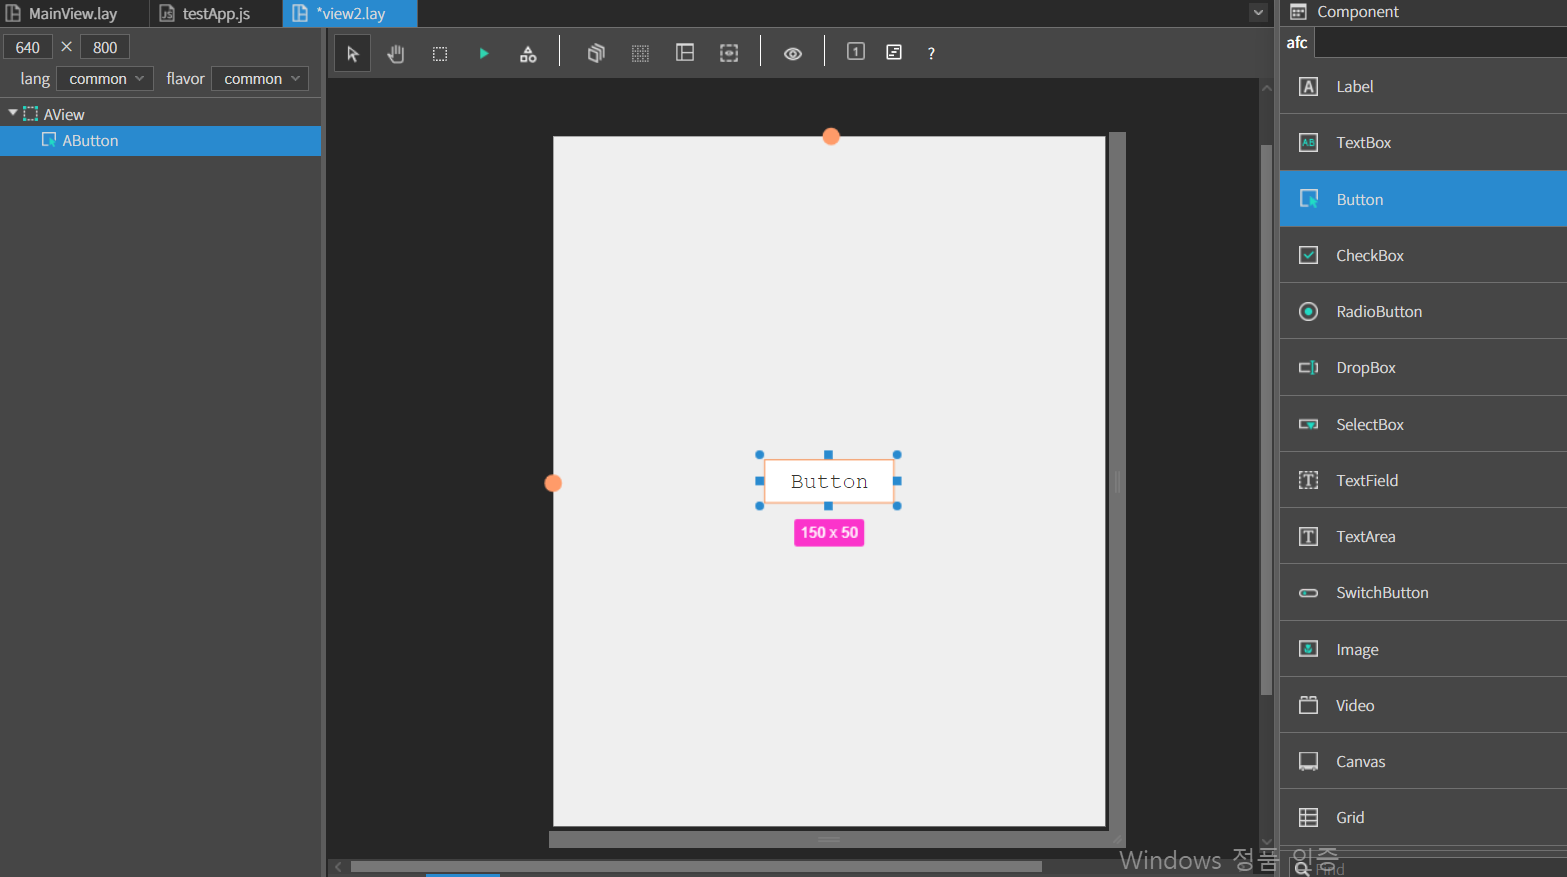 MainView.lay
testApp.js
*view2.lay
640 × 800
lang common flavor common
AView
AButton
1 ?
Button
150 x 50
Component
afc
Label
AB TextBox
Button
CheckBox
RadioButton
DropBox
SelectBox
TextField
TextArea
SwitchButton
Image
Video
Canvas
Grid
Windows 정품 인증
Find